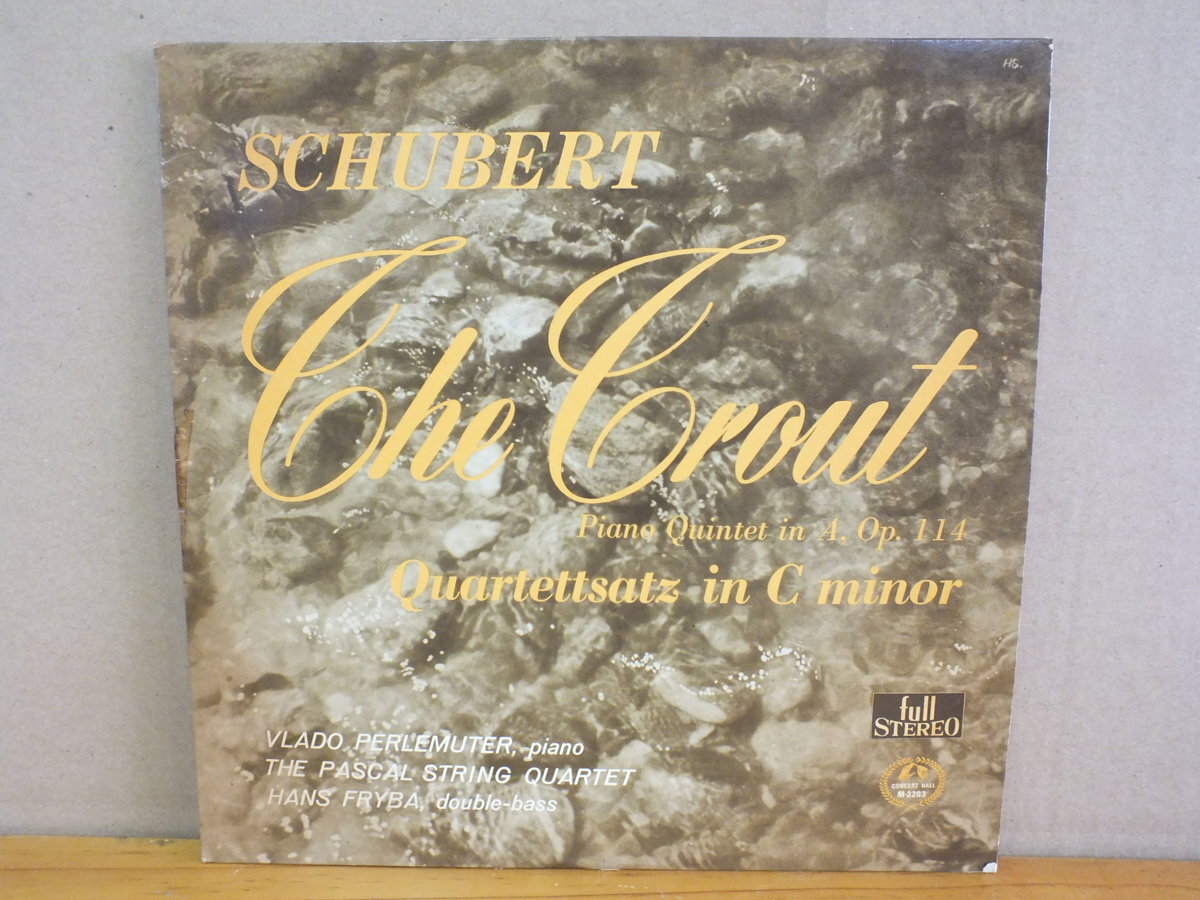 HS.
SCHUBERT
The Trout
Piano Quintet in A, Op. 114
Quartettsatz in C minor
full
STEREO
VLADO PERLEMUTER, piano
THE PASCAL STRING QUARTET
HANS FRYBA, double-bass
CONCERT HALL
M-2203